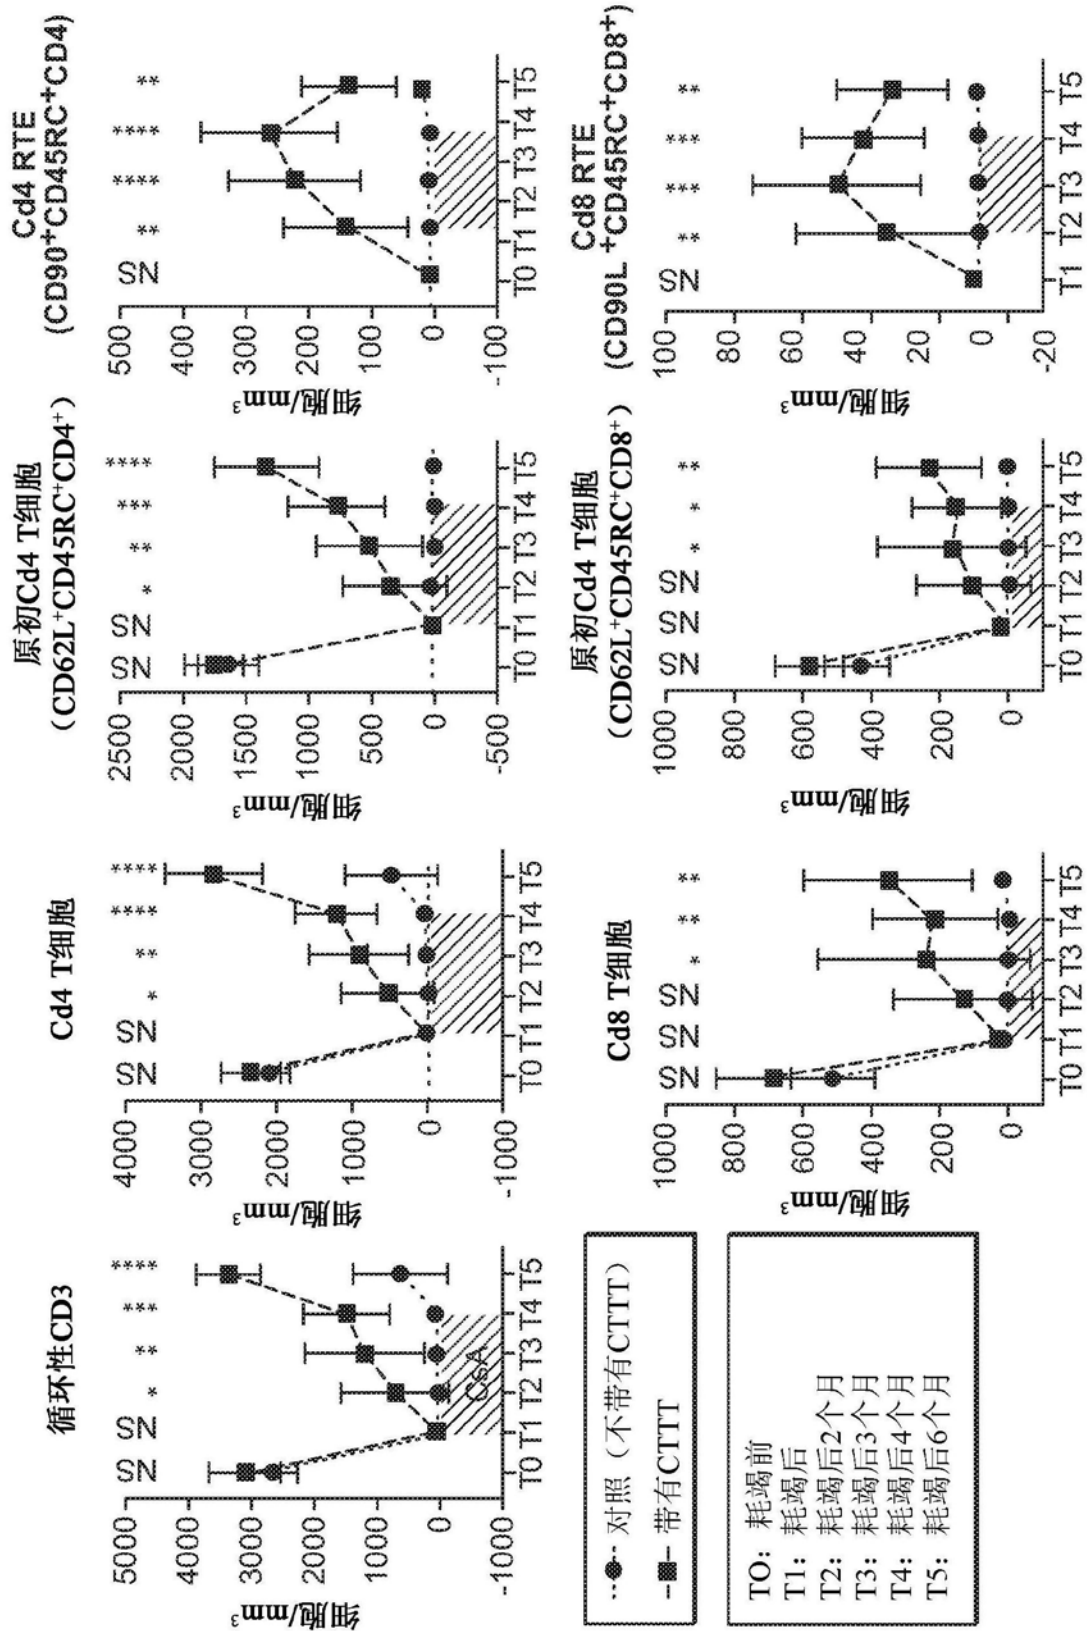 循环性CD3
细胞/mm³
5000
4000
3000
2000
1000
0
-1000
NS
NS
*
**
***
****
CsA
T0 T1 T2 T3 T4 T5
Cd4 T细胞
细胞/mm³
4000
3000
2000
1000
0
-1000
NS
NS
*
**
****
****
T0 T1 T2 T3 T4 T5
原初Cd4 T细胞
(CD62L⁺CD45RC⁺CD4⁺)
细胞/mm³
2500
2000
1500
1000
500
0
-500
NS
NS
*
**
***
****
T0 T1 T2 T3 T4 T5
Cd4 RTE
(CD90⁺CD45RC⁺CD4)
细胞/mm³
500
400
300
200
100
0
-100
NS
**
****
****
**
T0 T1 T2 T3 T4 T5
对照(不带有CTTT)
带有CTTT
TO: 耗竭前
T1: 耗竭后
T2: 耗竭后2个月
T3: 耗竭后3个月
T4: 耗竭后4个月
T5: 耗竭后6个月
Cd8 T细胞
细胞/mm³
1000
800
600
400
200
0
NS
NS
NS
*
**
**
T0 T1 T2 T3 T4 T5
原初Cd4 T细胞
(CD62L⁺CD45RC⁺CD8⁺)
细胞/mm³
1000
800
600
400
200
0
NS
NS
NS
*
*
**
T0 T1 T2 T3 T4 T5
Cd8 RTE
(CD90L⁺CD45RC⁺CD8⁺)
细胞/mm³
100
80
60
40
20
0
-20
NS
**
***
***
**
T1 T2 T3 T4 T5